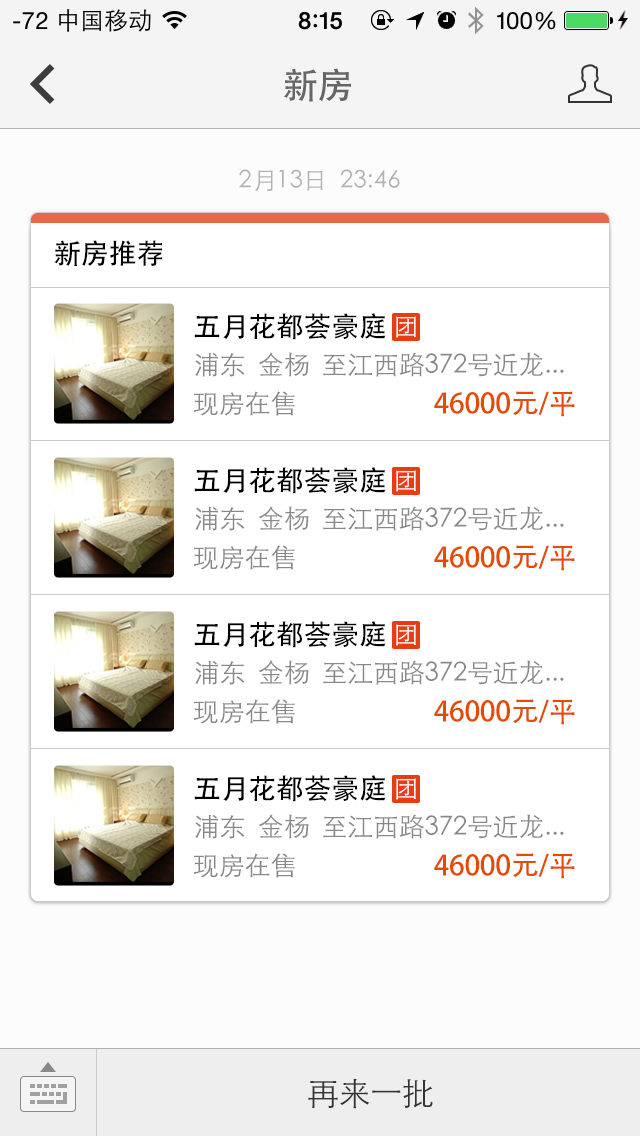 -72 中国移动 8:15 100%
新房
2月13日 23:46
新房推荐
五月花都荟豪庭 团
浦东 金杨 至江西路372号近龙...
现房在售 46000元/平
五月花都荟豪庭 团
浦东 金杨 至江西路372号近龙...
现房在售 46000元/平
五月花都荟豪庭 团
浦东 金杨 至江西路372号近龙...
现房在售 46000元/平
五月花都荟豪庭 团
浦东 金杨 至江西路372号近龙...
现房在售 46000元/平
再来一批